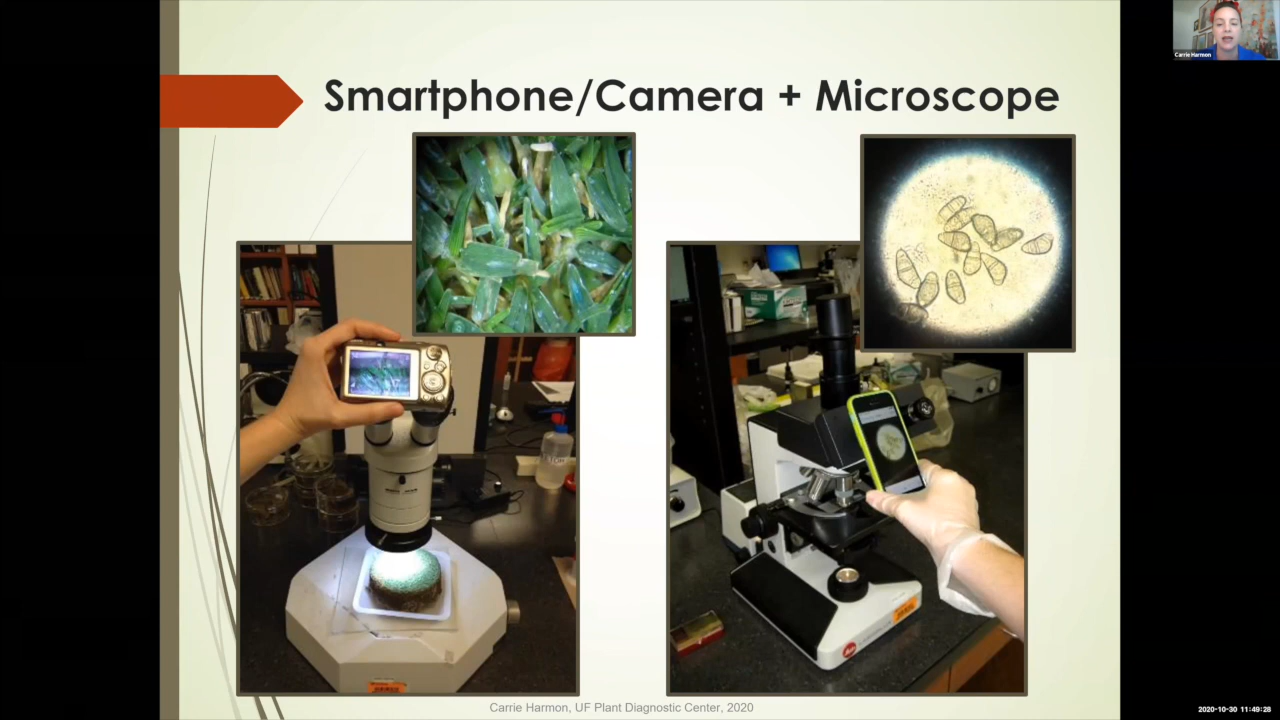 Smartphone/Camera + Microscope
Carrie Harmon
Carrie Harmon, UF Plant Diagnostic Center, 2020
2020-10-30 11:49:28